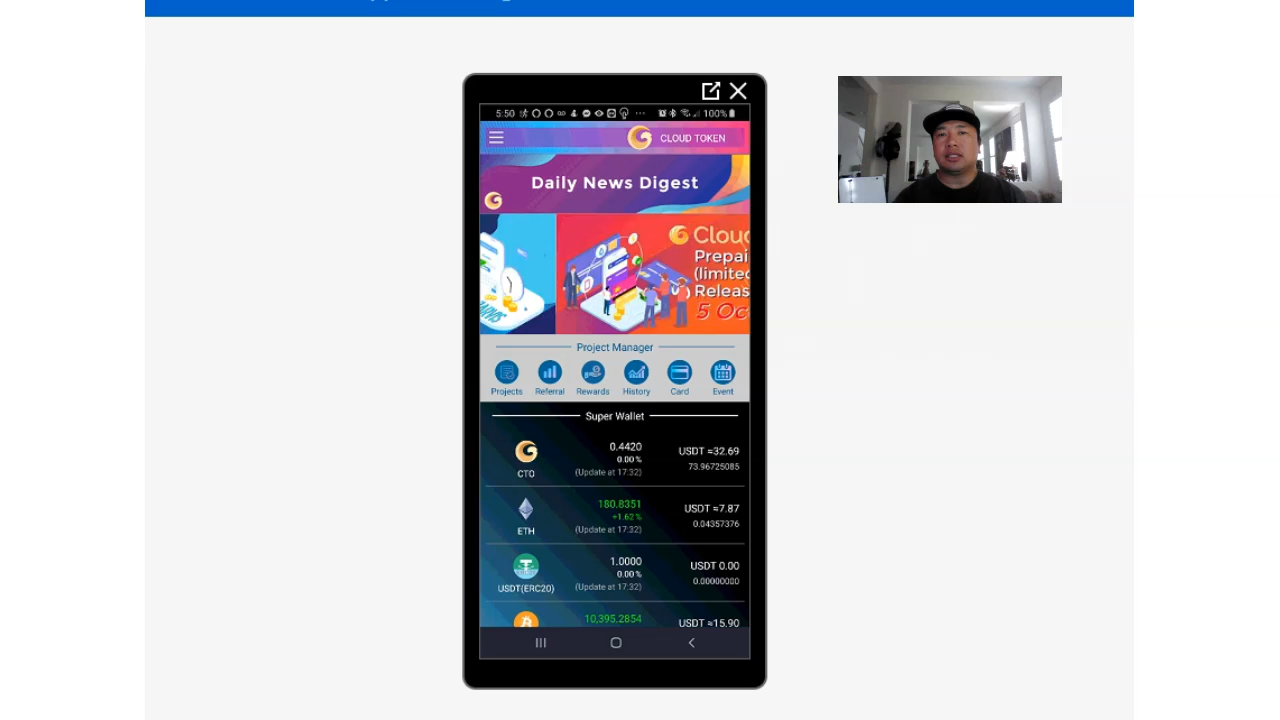 5:50
100%
CLOUD TOKEN
Daily News Digest
Cloud
Prepai
(limited
Releas
5 Oc
JARVIS
Project Manager
Projects Referral Rewards History Card Event
Super Wallet
0.4420
USDT ≈32.69
0.00 %
73.96725085
CTO
(Update at 17:32)
180.8351
USDT ≈7.87
+1.62 %
0.04357376
ETH
(Update at 17:32)
1.0000
USDT 0.00
0.00 %
0.00000000
USDT(ERC20)
(Update at 17:32)
10,395.2854
USDT ≈15.90